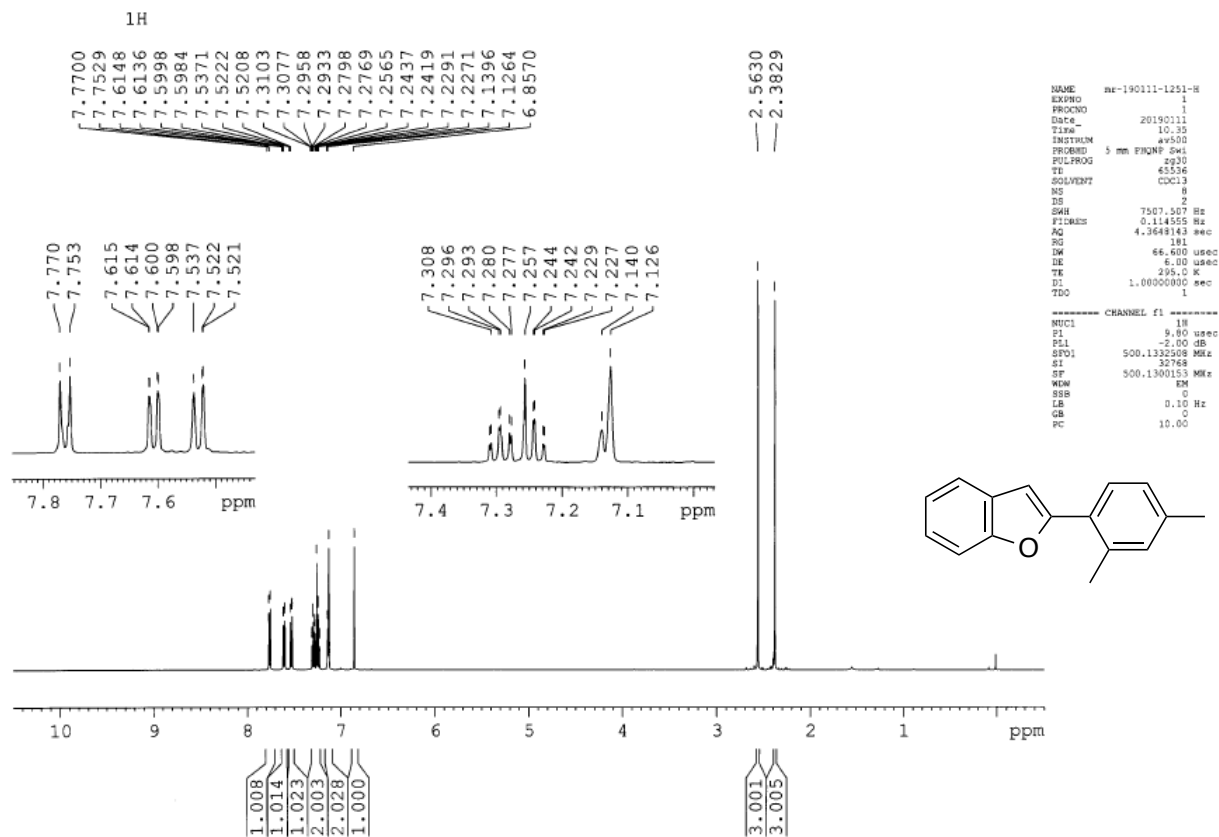 1H
7.7700
7.7529
7.6148
7.6136
7.5998
7.5984
7.5371
7.5222
7.5208
7.3103
7.3077
7.2958
7.2933
7.2798
7.2769
7.2565
7.2437
7.2419
7.2291
7.2271
7.1396
7.1264
6.8570
2.5630
2.3829
7.770
7.753
7.615
7.614
7.600
7.598
7.537
7.522
7.521
7.308
7.296
7.293
7.280
7.277
7.257
7.244
7.242
7.229
7.227
7.140
7.126
7.8 7.7 7.6 ppm
7.4 7.3 7.2 7.1 ppm
NAME mr-190111-1251-H
EXPNO 1
PROCNO 1
Date_ 20190111
Time 10.35
INSTRUM av500
PROBHD 5 mm PHQNP Swi
PULPROG zg30
TD 65536
SOLVENT CDCl3
NS 8
DS 2
SWH 7507.507 Hz
FIDRES 0.114555 Hz
AQ 4.3648143 sec
RG 181
DW 66.600 usec
DE 6.00 usec
TE 295.0 K
D1 1.00000000 sec
TD0 1
======== CHANNEL f1 ========
NUC1 1H
P1 9.80 usec
PL1 -2.00 dB
SFO1 500.1332508 MHz
SI 32768
SF 500.1300153 MHz
WDW EM
SSB 0
LB 0.10 Hz
GB 0
PC 10.00
O
10 9 8 7 6 5 4 3 2 1 ppm
1.008
1.014
1.023
2.003
2.028
1.000
3.001
3.005